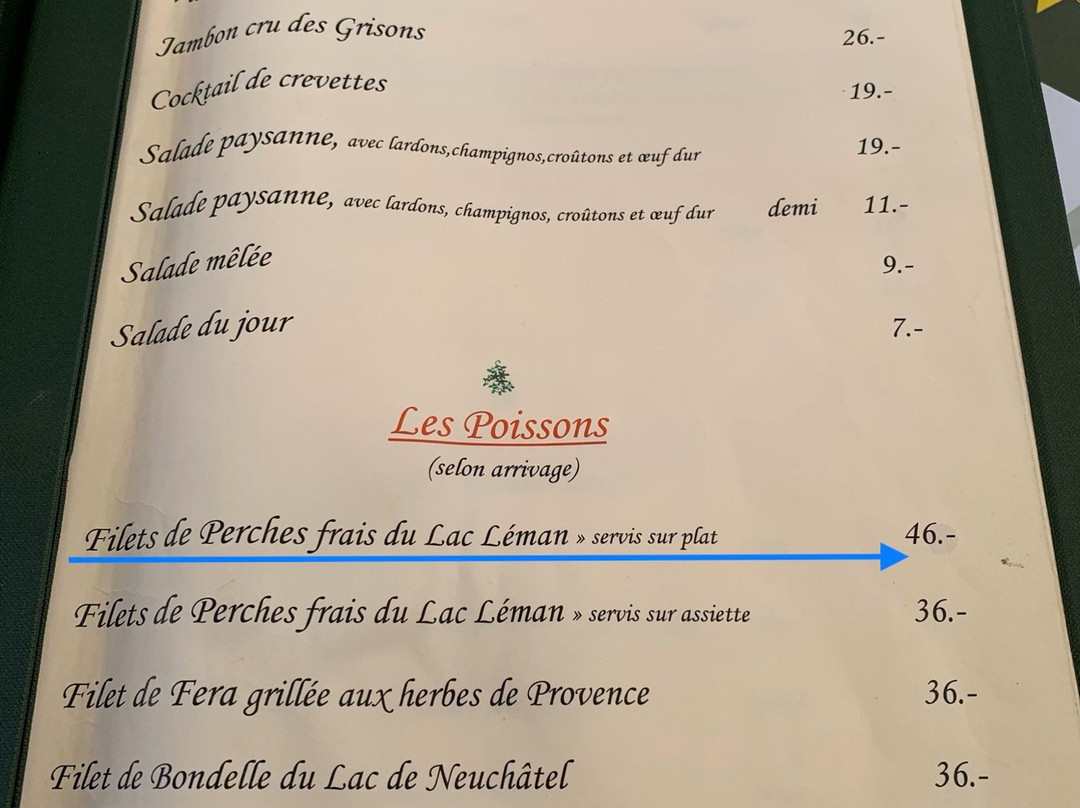 Jambon cru des Grisons 26.-
Cocktail de crevettes 19.-
Salade paysanne, avec lardons,champignos,croûtons et œuf dur 19.-
Salade paysanne, avec lardons, champignos, croûtons et œuf dur demi 11.-
Salade mêlée 9.-
Salade du jour 7.-
Les Poissons
(selon arrivage)
Filets de Perches frais du Lac Léman » servis sur plat 46.-
Filets de Perches frais du Lac Léman » servis sur assiette 36.-
Filet de Fera grillée aux herbes de Provence 36.-
Filet de Bondelle du Lac de Neuchâtel 36.-